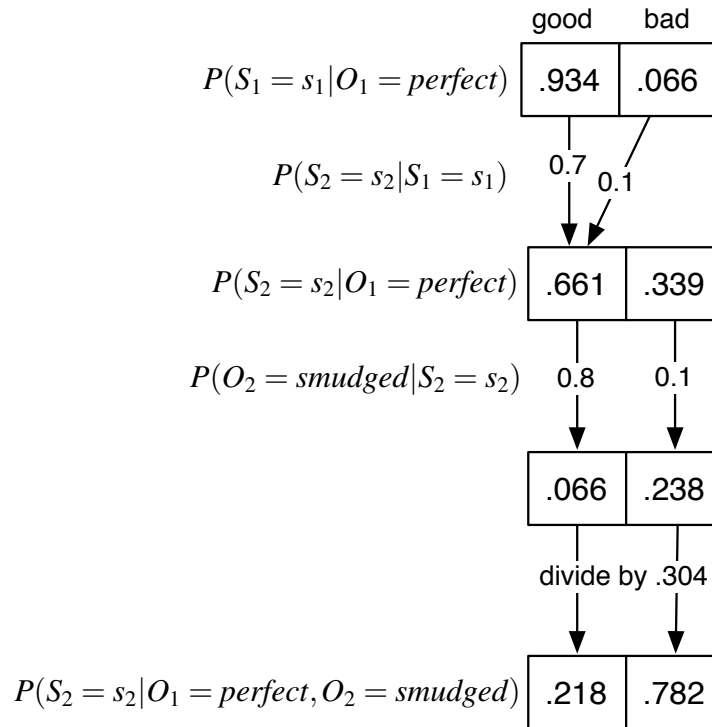 good bad
P(S₁ = s₁|O₁ = perfect) .934 .066
P(S₂ = s₂|S₁ = s₁) 0.7 0.1
P(S₂ = s₂|O₁ = perfect) .661 .339
P(O₂ = smudged|S₂ = s₂) 0.8 0.1
.066 .238
divide by .304
P(S₂ = s₂|O₁ = perfect, O₂ = smudged) .218 .782